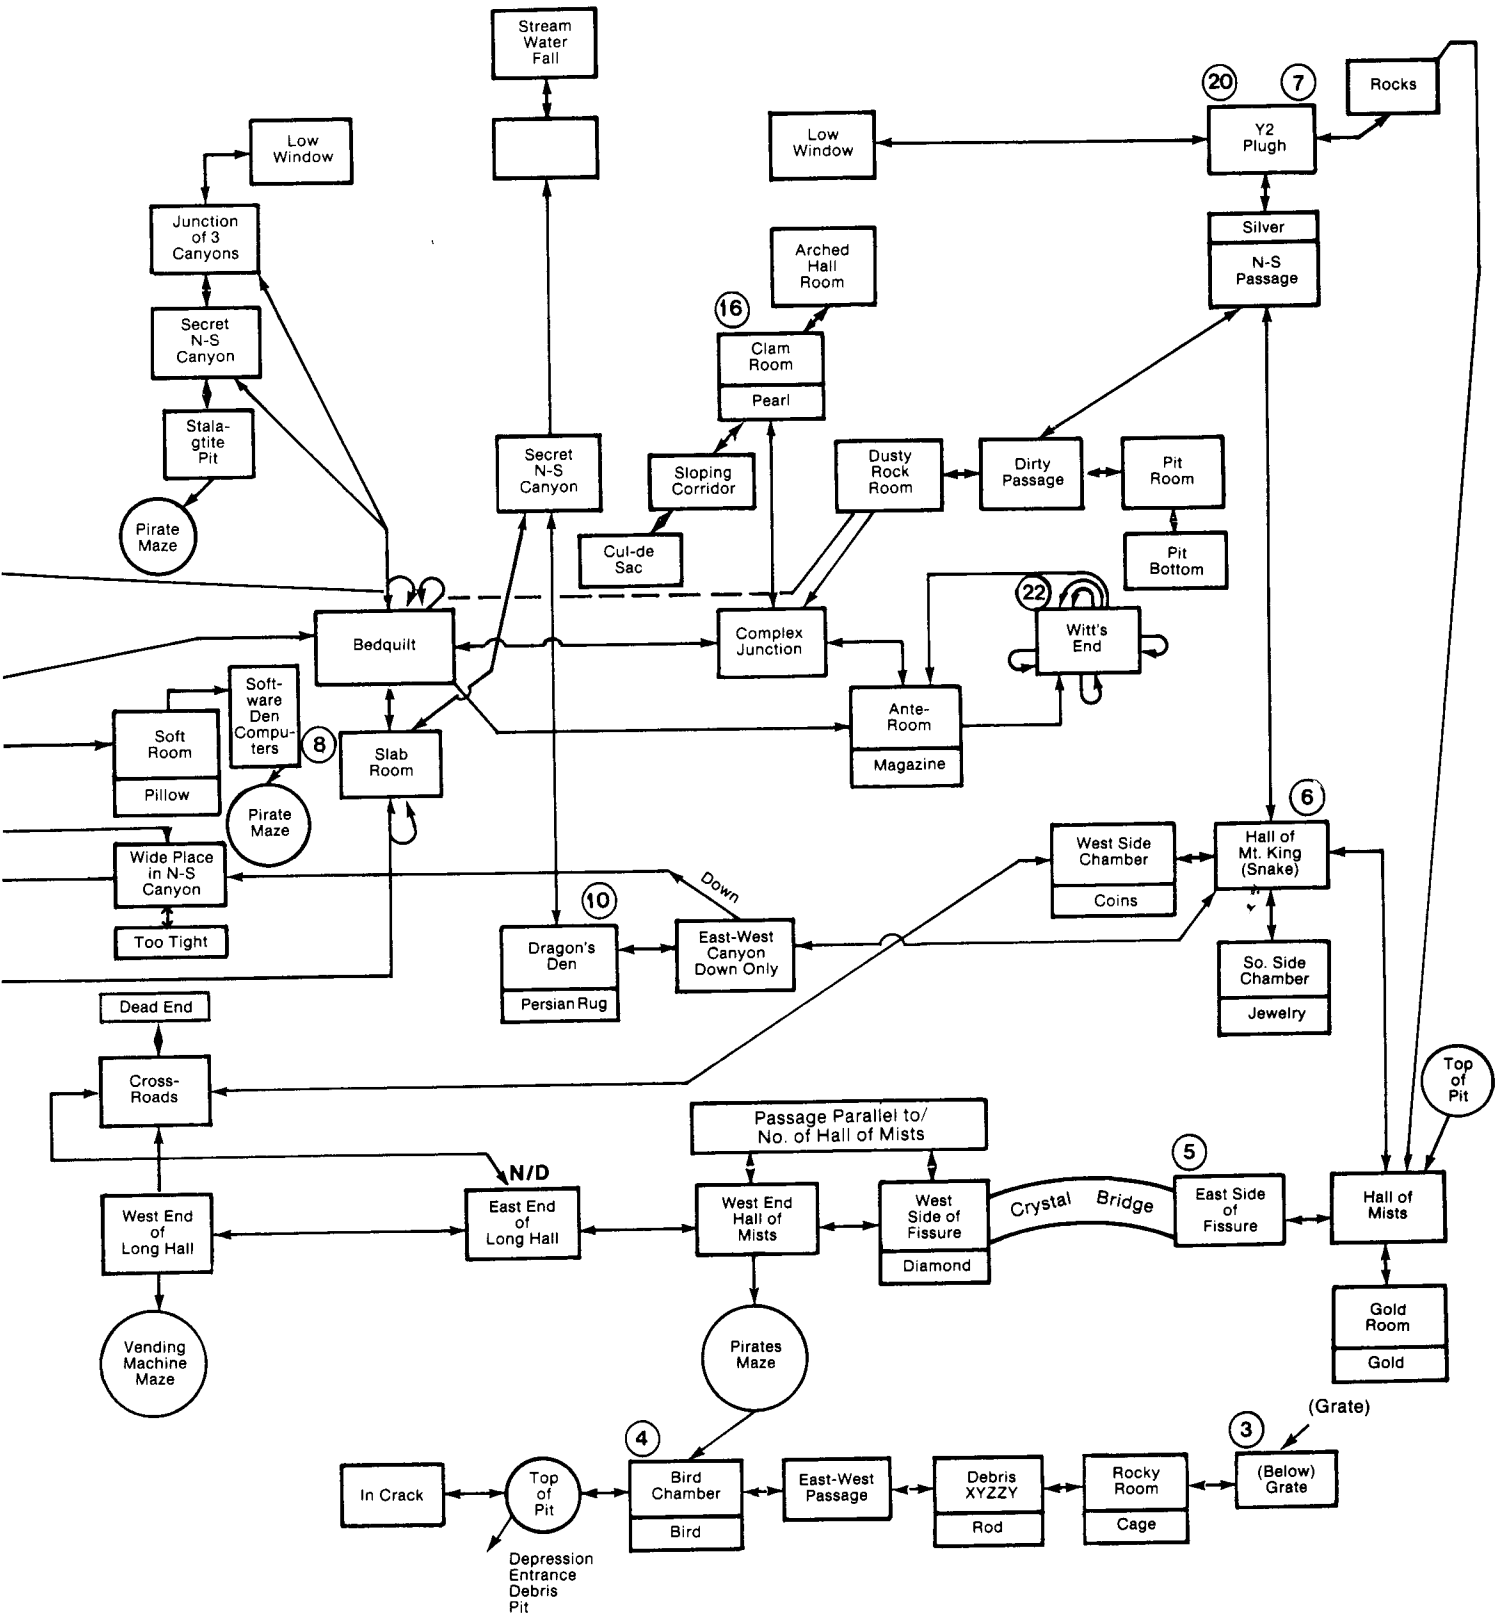 Stream
Water
Fall
20
7
Rocks
Low
Window
Low
Window
Y2
Plugh
Junction
of 3
Canyons
Silver
N-S
Passage
Arched
Hall
Room
16
Secret
N-S
Canyon
Clam
Room
Pearl
Stala-
gtite
Pit
Secret
N-S
Canyon
Sloping
Corridor
Dusty
Rock
Room
Dirty
Passage
Pit
Room
Pirate
Maze
Cul-de
Sac
Pit
Bottom
22
Bedquilt
Complex
Junction
Witt's
End
Soft-
ware
Den
Compu-
ters
8
Soft
Room
Pillow
Slab
Room
Ante-
Room
Magazine
Pirate
Maze
6
Wide Place
in N-S
Canyon
Too Tight
West Side
Chamber
Coins
Hall of
Mt. King
(Snake)
Down
10
Dragon's
Den
Persian Rug
East-West
Canyon
Down Only
So. Side
Chamber
Jewelry
Dead End
Cross-
Roads
Top
of
Pit
Passage Parallel to/
No. of Hall of Mists
5
N/D
West End
of
Long Hall
East End
of
Long Hall
West End
Hall of
Mists
West
Side of
Fissure
Diamond
Crystal Bridge
East Side
of
Fissure
Hall of
Mists
Gold
Room
Gold
Vending
Machine
Maze
Pirates
Maze
(Grate)
4
3
In Crack
Top
of
Pit
Bird
Chamber
Bird
East-West
Passage
Debris
XYZZY
Rod
Rocky
Room
Cage
(Below)
Grate
Depression
Entrance
Debris
Pit